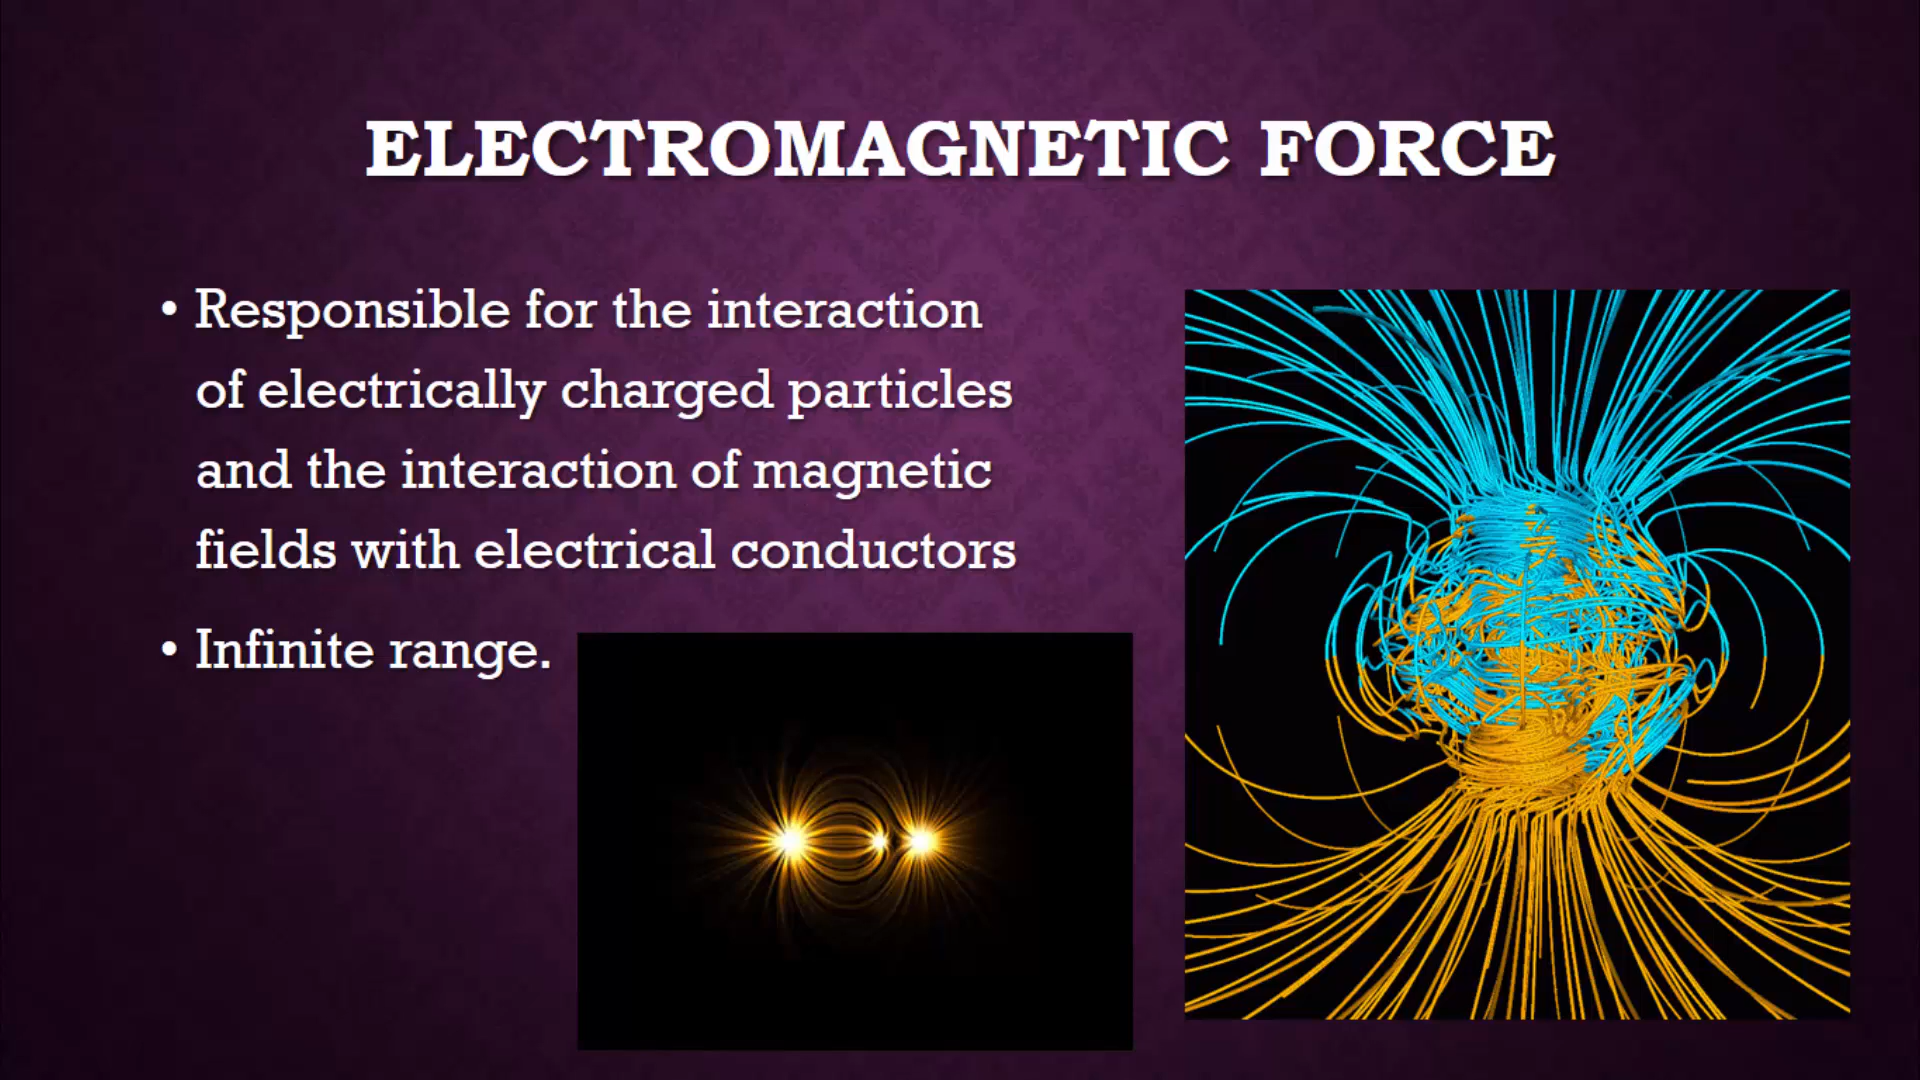 ELECTROMAGNETIC FORCE
• Responsible for the interaction
of electrically charged particles
and the interaction of magnetic
fields with electrical conductors
• Infinite range.